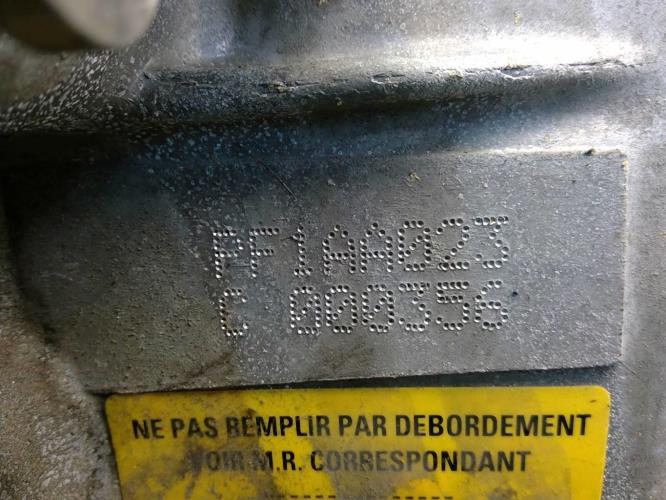 PF1AA023
C 000356
NE PAS REMPLIR PAR DEBORDEMENT
VOIR M.R. CORRESPONDANT